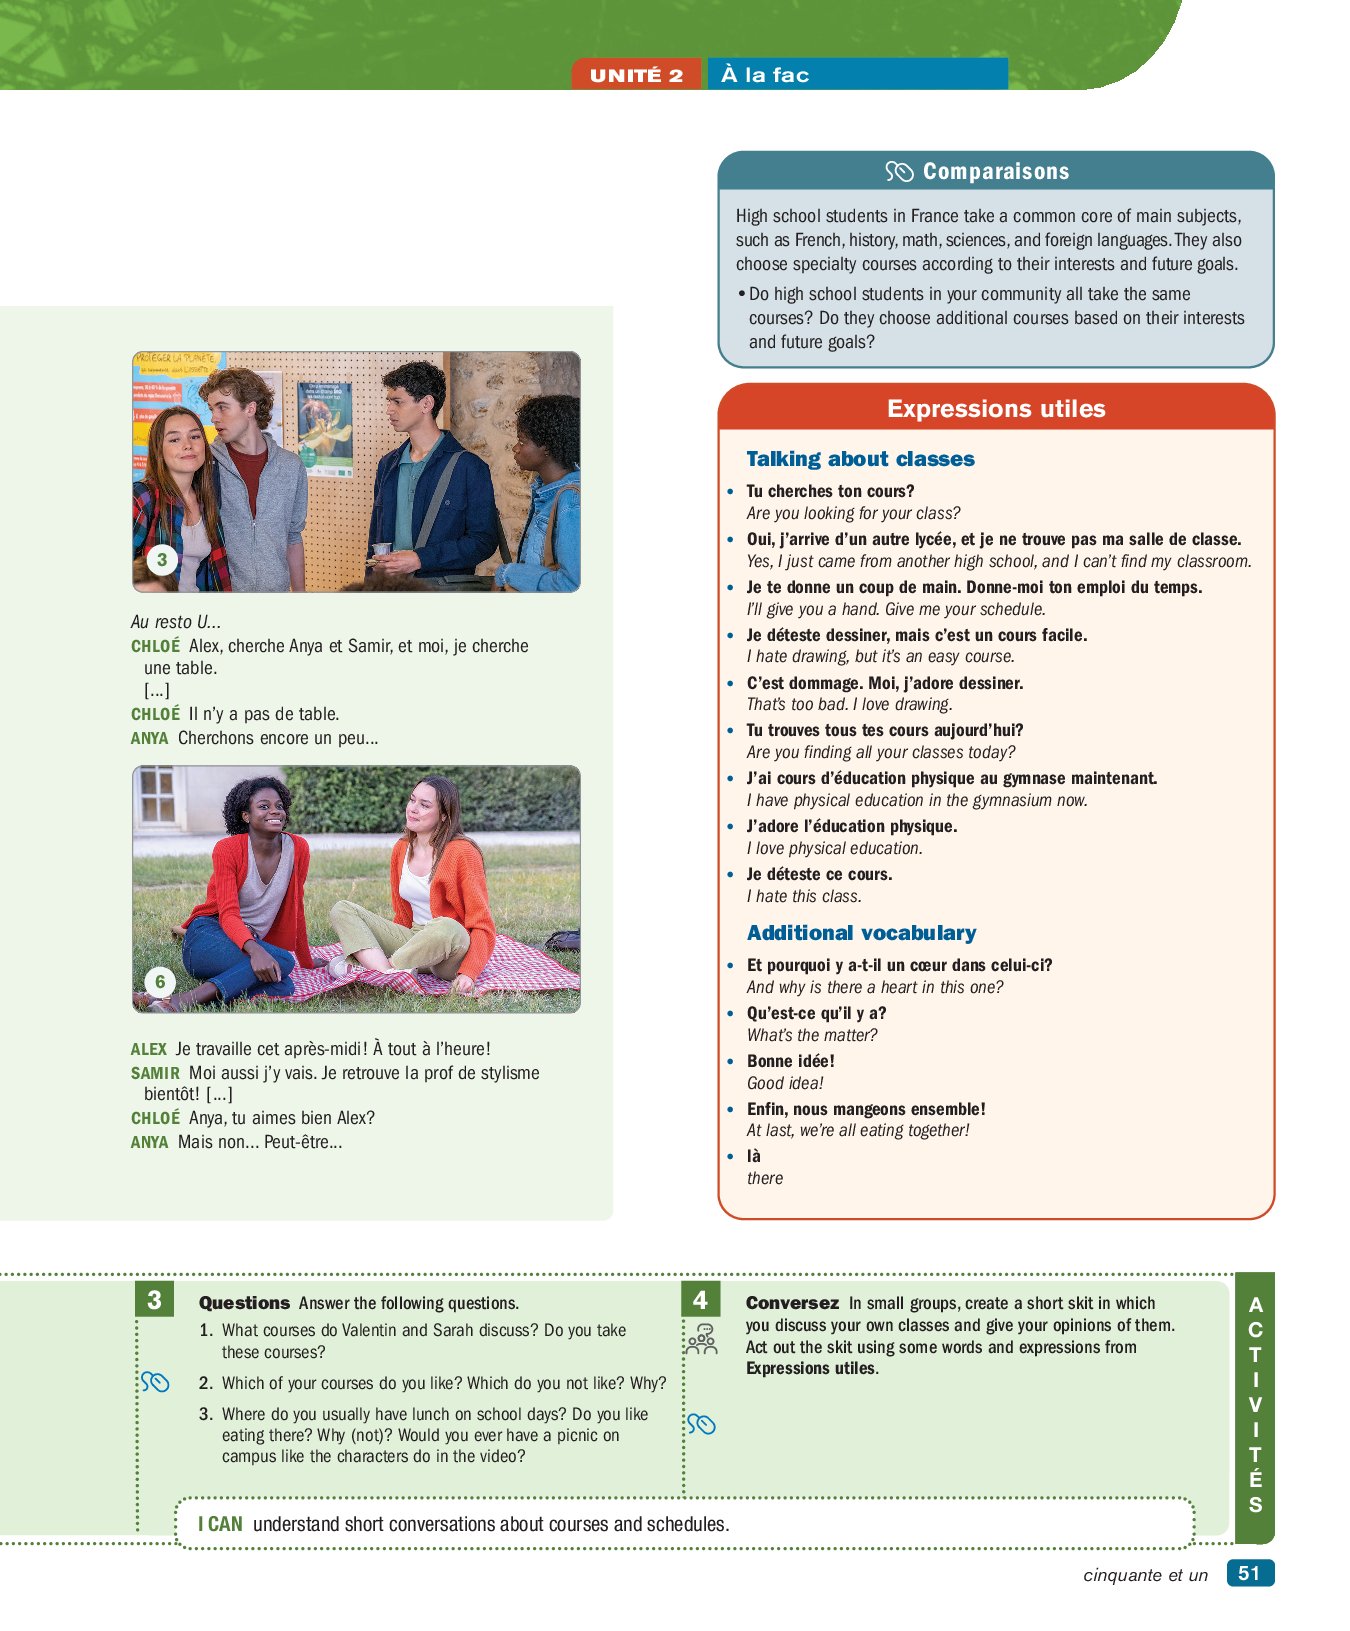 UNITÉ 2 À la fac
PROTÉGER LA PLANÈTE,
3
Au resto U...
CHLOÉ Alex, cherche Anya et Samir, et moi, je cherche
une table.
[...]
CHLOÉ Il n’y a pas de table.
ANYA Cherchons encore un peu...
6
ALEX Je travaille cet après-midi! À tout à l’heure!
SAMIR Moi aussi j’y vais. Je retrouve la prof de stylisme
bientôt! [...]
CHLOÉ Anya, tu aimes bien Alex?
ANYA Mais non... Peut-être...
Comparaisons
High school students in France take a common core of main subjects,
such as French, history, math, sciences, and foreign languages. They also
choose specialty courses according to their interests and future goals.
• Do high school students in your community all take the same
courses? Do they choose additional courses based on their interests
and future goals?
Expressions utiles
Talking about classes
• Tu cherches ton cours?
Are you looking for your class?
• Oui, j’arrive d’un autre lycée, et je ne trouve pas ma salle de classe.
Yes, I just came from another high school, and I can’t find my classroom.
• Je te donne un coup de main. Donne-moi ton emploi du temps.
I’ll give you a hand. Give me your schedule.
• Je déteste dessiner, mais c’est un cours facile.
I hate drawing, but it’s an easy course.
• C’est dommage. Moi, j’adore dessiner.
That’s too bad. I love drawing.
• Tu trouves tous tes cours aujourd’hui?
Are you finding all your classes today?
• J’ai cours d’éducation physique au gymnase maintenant.
I have physical education in the gymnasium now.
• J’adore l’éducation physique.
I love physical education.
• Je déteste ce cours.
I hate this class.
Additional vocabulary
• Et pourquoi y a-t-il un cœur dans celui-ci?
And why is there a heart in this one?
• Qu’est-ce qu’il y a?
What’s the matter?
• Bonne idée!
Good idea!
• Enfin, nous mangeons ensemble!
At last, we’re all eating together!
• là
there
3 Questions Answer the following questions.
1. What courses do Valentin and Sarah discuss? Do you take
these courses?
2. Which of your courses do you like? Which do you not like? Why?
3. Where do you usually have lunch on school days? Do you like
eating there? Why (not)? Would you ever have a picnic on
campus like the characters do in the video?
4 Conversez In small groups, create a short skit in which
you discuss your own classes and give your opinions of them.
Act out the skit using some words and expressions from
Expressions utiles.
ACTIVITÉS
I CAN understand short conversations about courses and schedules.
cinquante et un 51